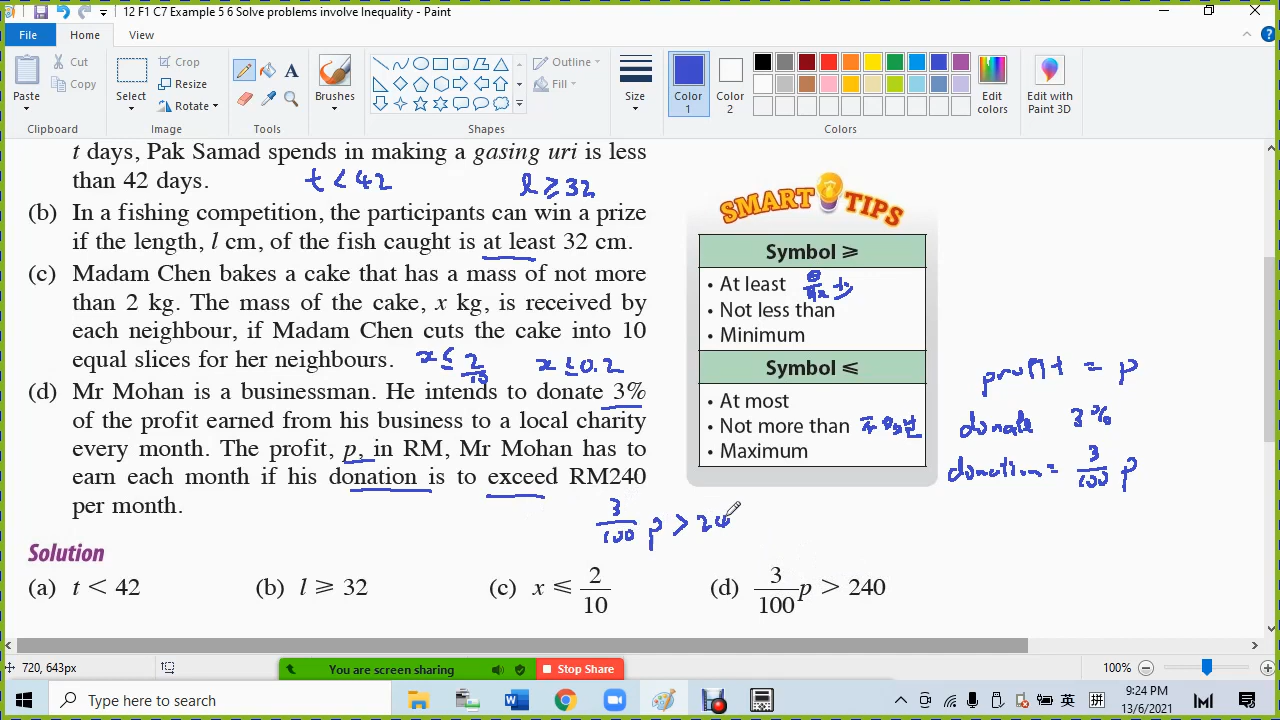 12 F1 C7 Example 5 6 Solve problems involve Inequality - Paint
File Home View
Paste Cut Copy Clipboard
Select Crop Resize Rotate Image
Tools
Brushes
Outline Fill Shapes
Size
Color 1 Color 2 Edit colors Colors
Edit with Paint 3D
t days, Pak Samad spends in making a gasing uri is less
than 42 days. t < 42 l ≥ 32
(b) In a fishing competition, the participants can win a prize
if the length, l cm, of the fish caught is at least 32 cm.
(c) Madam Chen bakes a cake that has a mass of not more
than 2 kg. The mass of the cake, x kg, is received by
each neighbour, if Madam Chen cuts the cake into 10
equal slices for her neighbours. x ≤ 2/10 x ≤ 0.2
(d) Mr Mohan is a businessman. He intends to donate 3%
of the profit earned from his business to a local charity
every month. The profit, p, in RM, Mr Mohan has to
earn each month if his donation is to exceed RM240
per month.
3/100 p > 24
SMART TIPS
Symbol ≥
• At least
• Not less than
• Minimum
Symbol ≤
• At most
• Not more than
• Maximum
profit = p
donate 3%
donation = 3/100 p
Solution
(a) t < 42 (b) l ≥ 32 (c) x ≤ 2/10 (d) 3/100 p > 240
720, 643px 100%
You are screen sharing Stop Share
Type here to search
英 拼
9:24 PM
13/6/2021